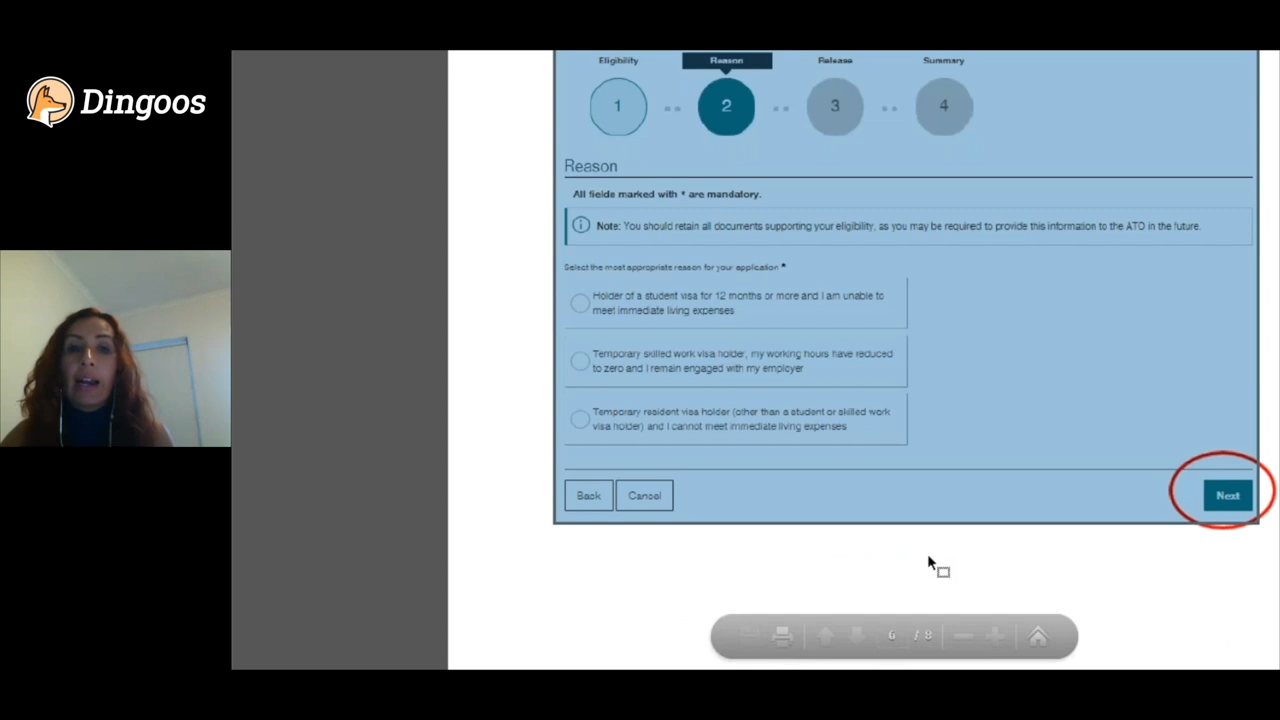 Dingoos
Eligibility
Reason
Release
Summary
1
2
3
4
Reason
All fields marked with * are mandatory.
Note: You should retain all documents supporting your eligibility, as you may be required to provide this information to the ATO in the future.
Select the most appropriate reason for your application *
Holder of a student visa for 12 months or more and I am unable to
meet immediate living expenses
Temporary skilled work visa holder, my working hours have reduced
to zero and I remain engaged with my employer
Temporary resident visa holder (other than a student or skilled work
visa holder) and I cannot meet immediate living expenses
Back
Cancel
Next
6 / 8